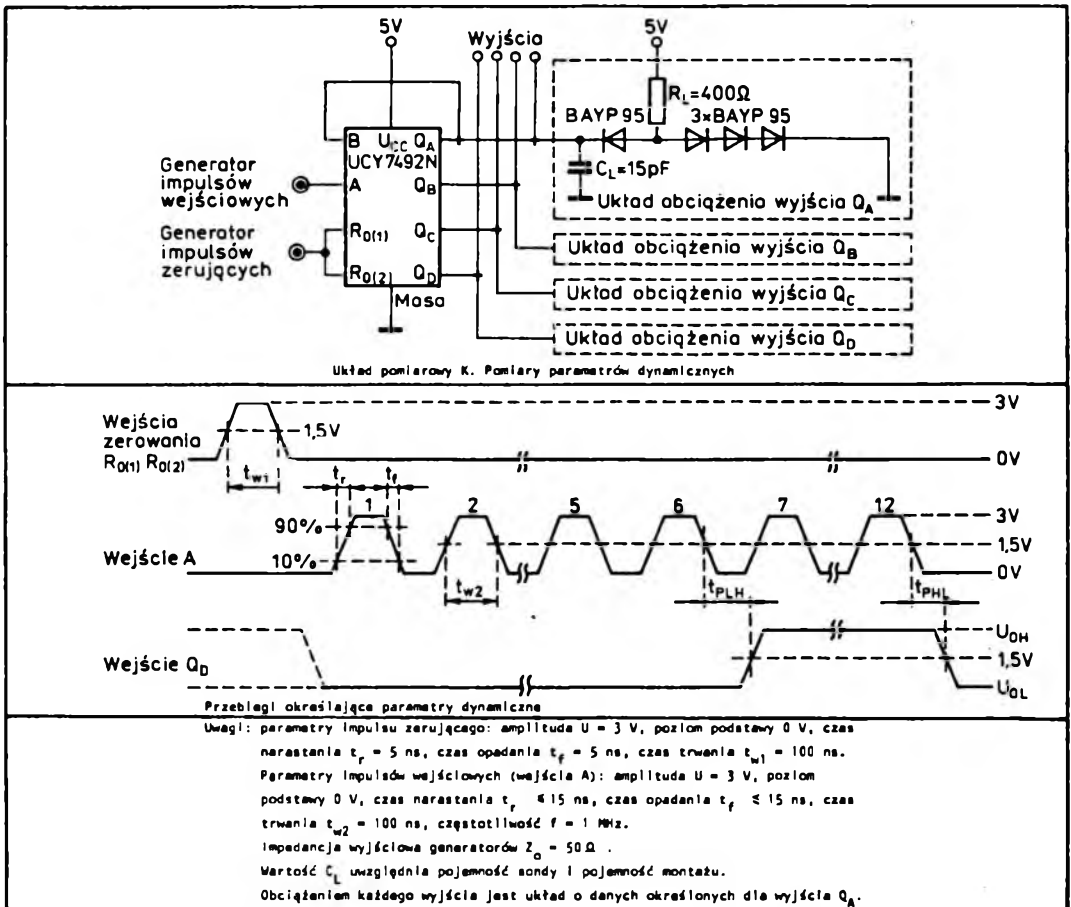 5V
Wyjścia
5V
R_L=400Ω
BAYP 95
3×BAYP 95
B U_CC Q_A
UCY7492N
Generator
impulsów
wejściowych
A Q_B
C_L=15pF
Układ obciążenia wyjścia Q_A
Generator
impulsów
zerujących
R_0(1) Q_C
R_0(2) Q_D
Masa
Układ obciążenia wyjścia Q_B
Układ obciążenia wyjścia Q_C
Układ obciążenia wyjścia Q_D
Układ pomiarowy K. Pomiary parametrów dynamicznych
Wejścia
zerowania
R_0(1) R_0(2)
3V
1,5V
0V
t_w1
t_r t_f
1 2 5 6 7 12
90%
10%
Wejście A
3V
1,5V
0V
t_w2
t_PLH
t_PHL
Wejście Q_D
U_OH
1,5V
U_OL
Przebiegi określające parametry dynamiczne
Uwagi: parametry impulsu zerującego: amplituda U = 3 V, poziom podstawy 0 V, czas
narastania t_r = 5 ns, czas opadania t_f = 5 ns, czas trwania t_w1 = 100 ns.
Parametry impulsów wejściowych (wejścia A): amplituda U = 3 V, poziom
podstawy 0 V, czas narastania t_r ≤ 15 ns, czas opadania t_f ≤ 15 ns, czas
trwania t_w2 = 100 ns, częstotliwość f = 1 MHz.
Impedancja wyjściowa generatorów Z_o = 50 Ω .
Wartość C_L uwzględnia pojemność sondy i pojemność montażu.
Obciążeniem każdego wyjścia jest układ o danych określonych dla wyjścia Q_A.